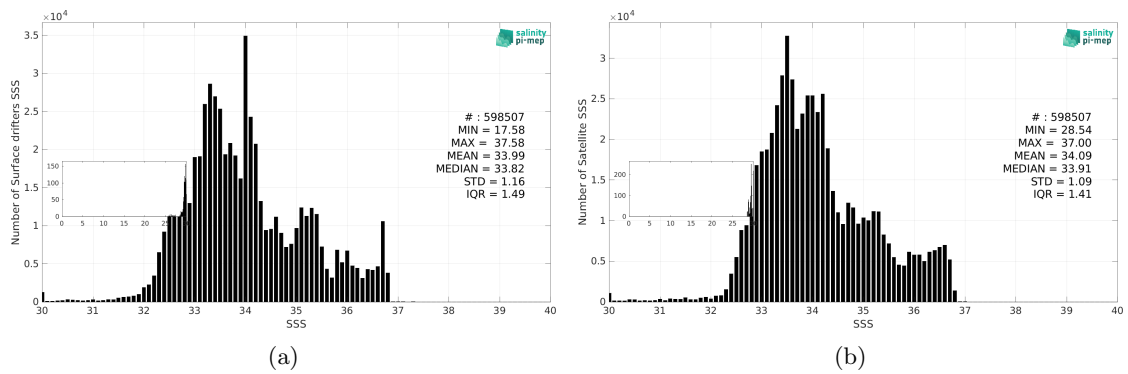 ×10⁴
3.5
3
2.5
2
1.5
1
0.5
0
Number of Surface drifters SSS
salinity
pi-mep
# : 598507
MIN = 17.58
MAX = 37.58
MEAN = 33.99
MEDIAN = 33.82
STD = 1.16
IQR = 1.49
150
100
50
0
0 5 10 15 20 25
30 31 32 33 34 35 36 37 38 39 40
SSS
(a)
×10⁴
3
2.5
2
1.5
1
0.5
0
Number of Satellite SSS
salinity
pi-mep
# : 598507
MIN = 28.54
MAX = 37.00
MEAN = 34.09
MEDIAN = 33.91
STD = 1.09
IQR = 1.41
200
100
0
0 5 10 15 20 25
30 31 32 33 34 35 36 37 38 39 40
SSS
(b)